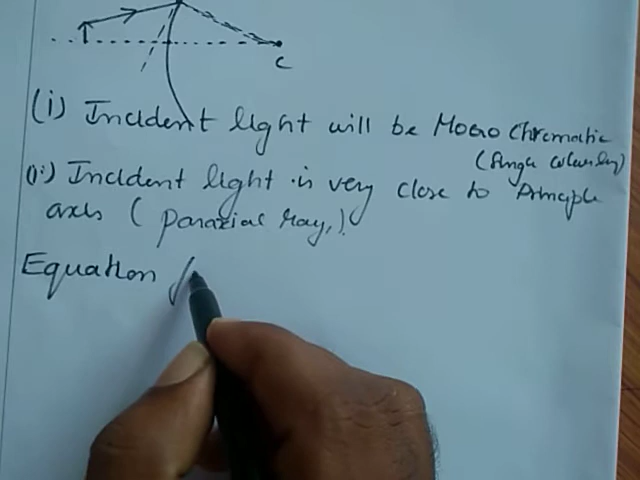 C
(i) Incident light will be Mono Chromatic
(Single colour
(ii) Incident light is very close to Principle
axis (paraxial ray,).
Equation